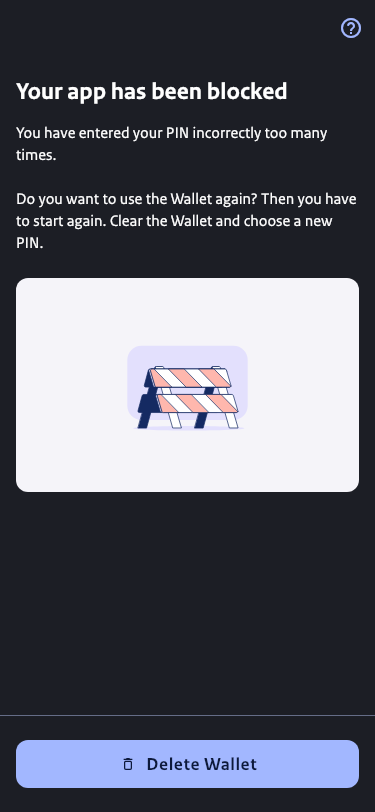 Your app has been blocked
You have entered your PIN incorrectly too many
times.
Do you want to use the Wallet again? Then you have
to start again. Clear the Wallet and choose a new
PIN.
Delete Wallet